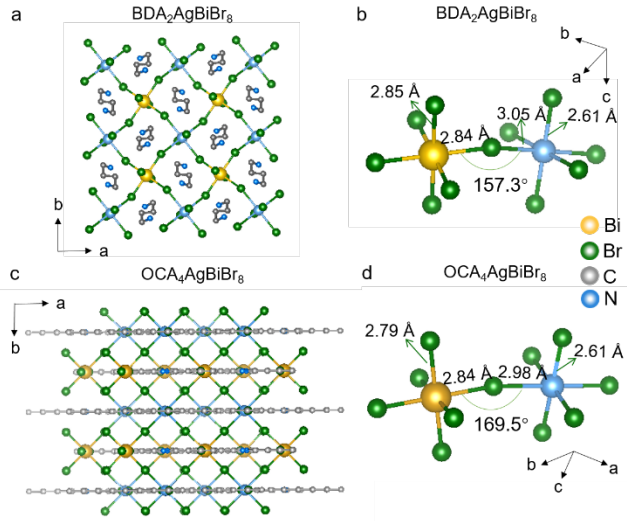 a
BDA₂AgBiBr₈
b
a
b
BDA₂AgBiBr₈
b
a
c
2.85 Å
2.84 Å
3.05 Å
2.61 Å
157.3°
Bi
Br
C
N
c
OCA₄AgBiBr₈
a
b
d
OCA₄AgBiBr₈
2.79 Å
2.84 Å
2.98 Å
2.61 Å
169.5°
b
c
a